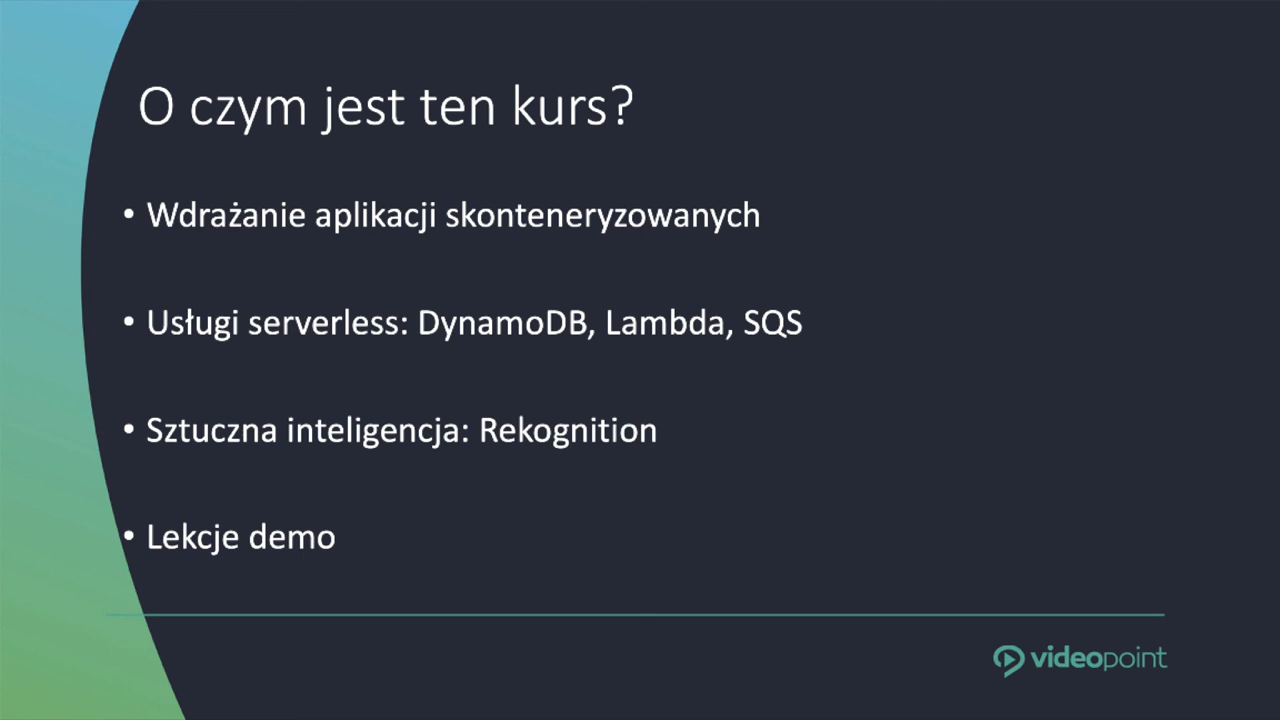 O czym jest ten kurs?
• Wdrażanie aplikacji skonteneryzowanych
• Usługi serverless: DynamoDB, Lambda, SQS
• Sztuczna inteligencja: Rekognition
• Lekcje demo
videopoint